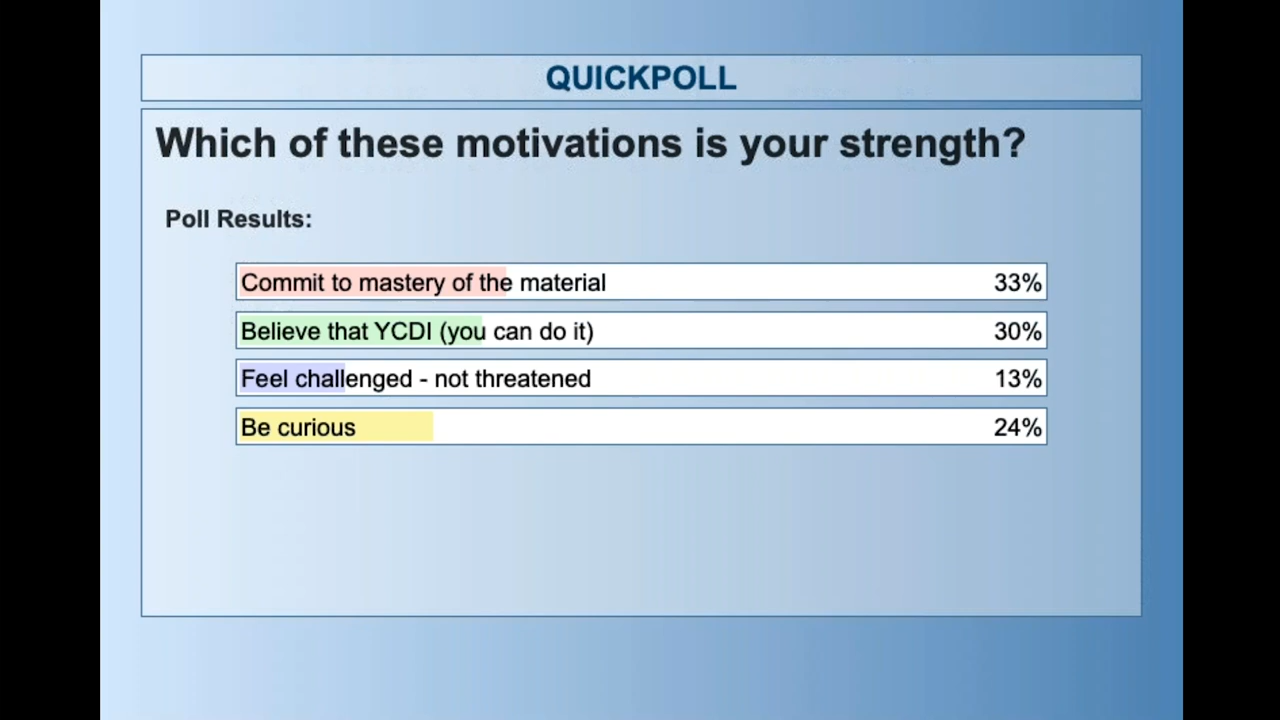 QUICKPOLL
Which of these motivations is your strength?
Poll Results:
Commit to mastery of the material 33%
Believe that YCDI (you can do it) 30%
Feel challenged - not threatened 13%
Be curious 24%